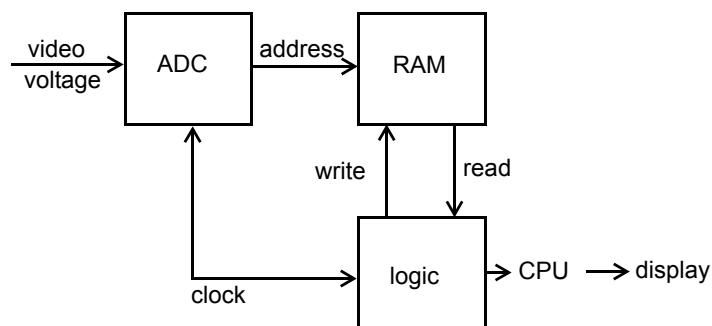 video
voltage
ADC
address
RAM
write
read
clock
logic
CPU
display